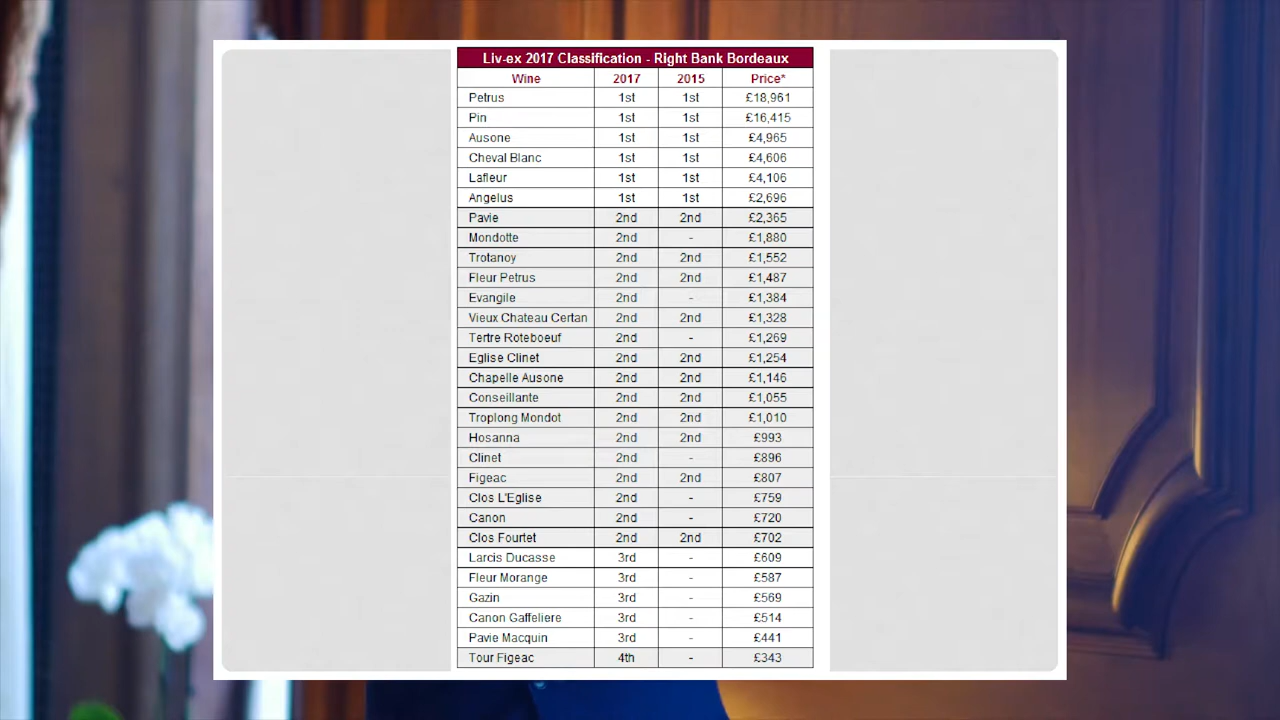 Liv-ex 2017 Classification - Right Bank Bordeaux
Wine 2017 2015 Price*
Petrus 1st 1st £18,961
Pin 1st 1st £16,415
Ausone 1st 1st £4,965
Cheval Blanc 1st 1st £4,606
Lafleur 1st 1st £4,106
Angelus 1st 1st £2,696
Pavie 2nd 2nd £2,365
Mondotte 2nd - £1,880
Trotanoy 2nd 2nd £1,552
Fleur Petrus 2nd 2nd £1,487
Evangile 2nd - £1,384
Vieux Chateau Certan 2nd 2nd £1,328
Tertre Roteboeuf 2nd - £1,269
Eglise Clinet 2nd 2nd £1,254
Chapelle Ausone 2nd 2nd £1,146
Conseillante 2nd 2nd £1,055
Troplong Mondot 2nd 2nd £1,010
Hosanna 2nd 2nd £993
Clinet 2nd - £896
Figeac 2nd 2nd £807
Clos L'Eglise 2nd - £759
Canon 2nd - £720
Clos Fourtet 2nd 2nd £702
Larcis Ducasse 3rd - £609
Fleur Morange 3rd - £587
Gazin 3rd - £569
Canon Gaffeliere 3rd - £514
Pavie Macquin 3rd - £441
Tour Figeac 4th - £343